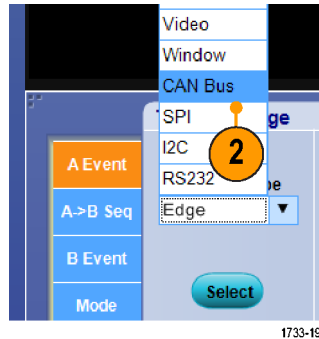 Video
Window
CAN Bus
SPI
ge
I2C
2
A Event
RS232
pe
A->B Seq
Edge
B Event
Select
Mode
1733-19